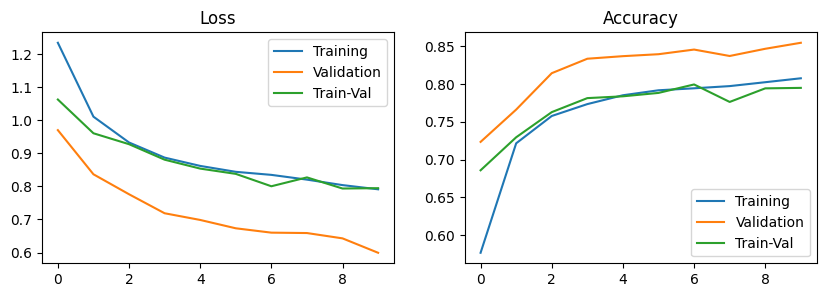 Loss
1.2
1.1
1.0
0.9
0.8
0.7
0.6
0 2 4 6 8
Training
Validation
Train-Val
Accuracy
0.85
0.80
0.75
0.70
0.65
0.60
0 2 4 6 8
Training
Validation
Train-Val